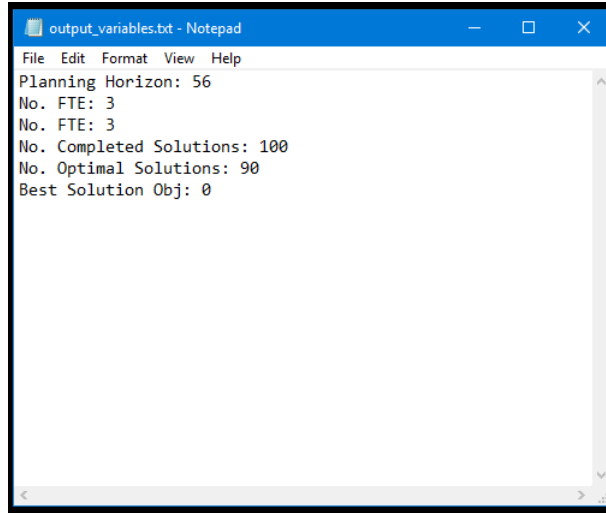 output_variables.txt - Notepad
File Edit Format View Help
Planning Horizon: 56
No. FTE: 3
No. FTE: 3
No. Completed Solutions: 100
No. Optimal Solutions: 90
Best Solution Obj: 0